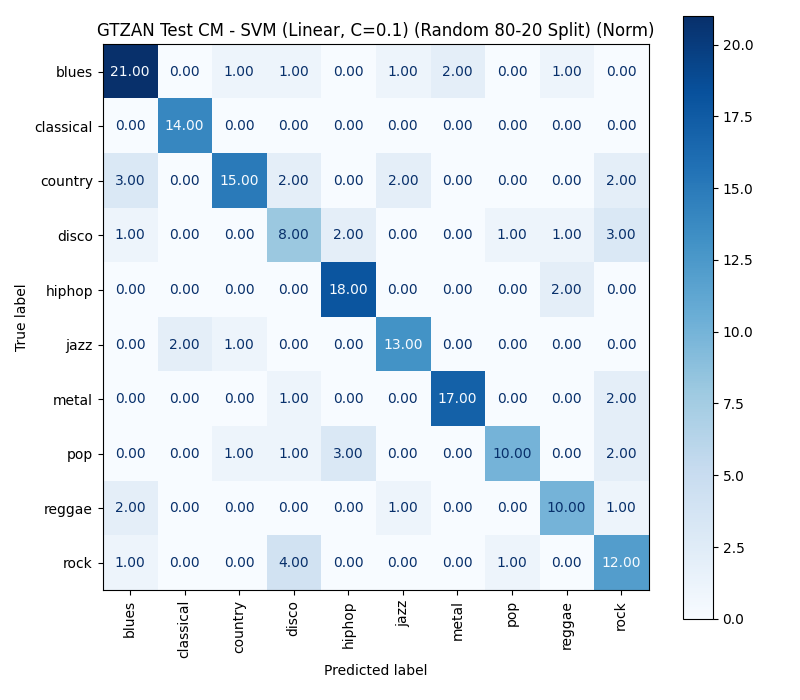 GTZAN Test CM - SVM (Linear, C=0.1) (Random 80-20 Split) (Norm)
True label
blues 21.00 0.00 1.00 1.00 0.00 1.00 2.00 0.00 1.00 0.00
classical 0.00 14.00 0.00 0.00 0.00 0.00 0.00 0.00 0.00 0.00
country 3.00 0.00 15.00 2.00 0.00 2.00 0.00 0.00 0.00 2.00
disco 1.00 0.00 0.00 8.00 2.00 0.00 0.00 1.00 1.00 3.00
hiphop 0.00 0.00 0.00 0.00 18.00 0.00 0.00 0.00 2.00 0.00
jazz 0.00 2.00 1.00 0.00 0.00 13.00 0.00 0.00 0.00 0.00
metal 0.00 0.00 0.00 1.00 0.00 0.00 17.00 0.00 0.00 2.00
pop 0.00 0.00 1.00 1.00 3.00 0.00 0.00 10.00 0.00 2.00
reggae 2.00 0.00 0.00 0.00 0.00 1.00 0.00 0.00 10.00 1.00
rock 1.00 0.00 0.00 4.00 0.00 0.00 0.00 1.00 0.00 12.00
blues classical country disco hiphop jazz metal pop reggae rock
Predicted label
20.0
17.5
15.0
12.5
10.0
7.5
5.0
2.5
0.0